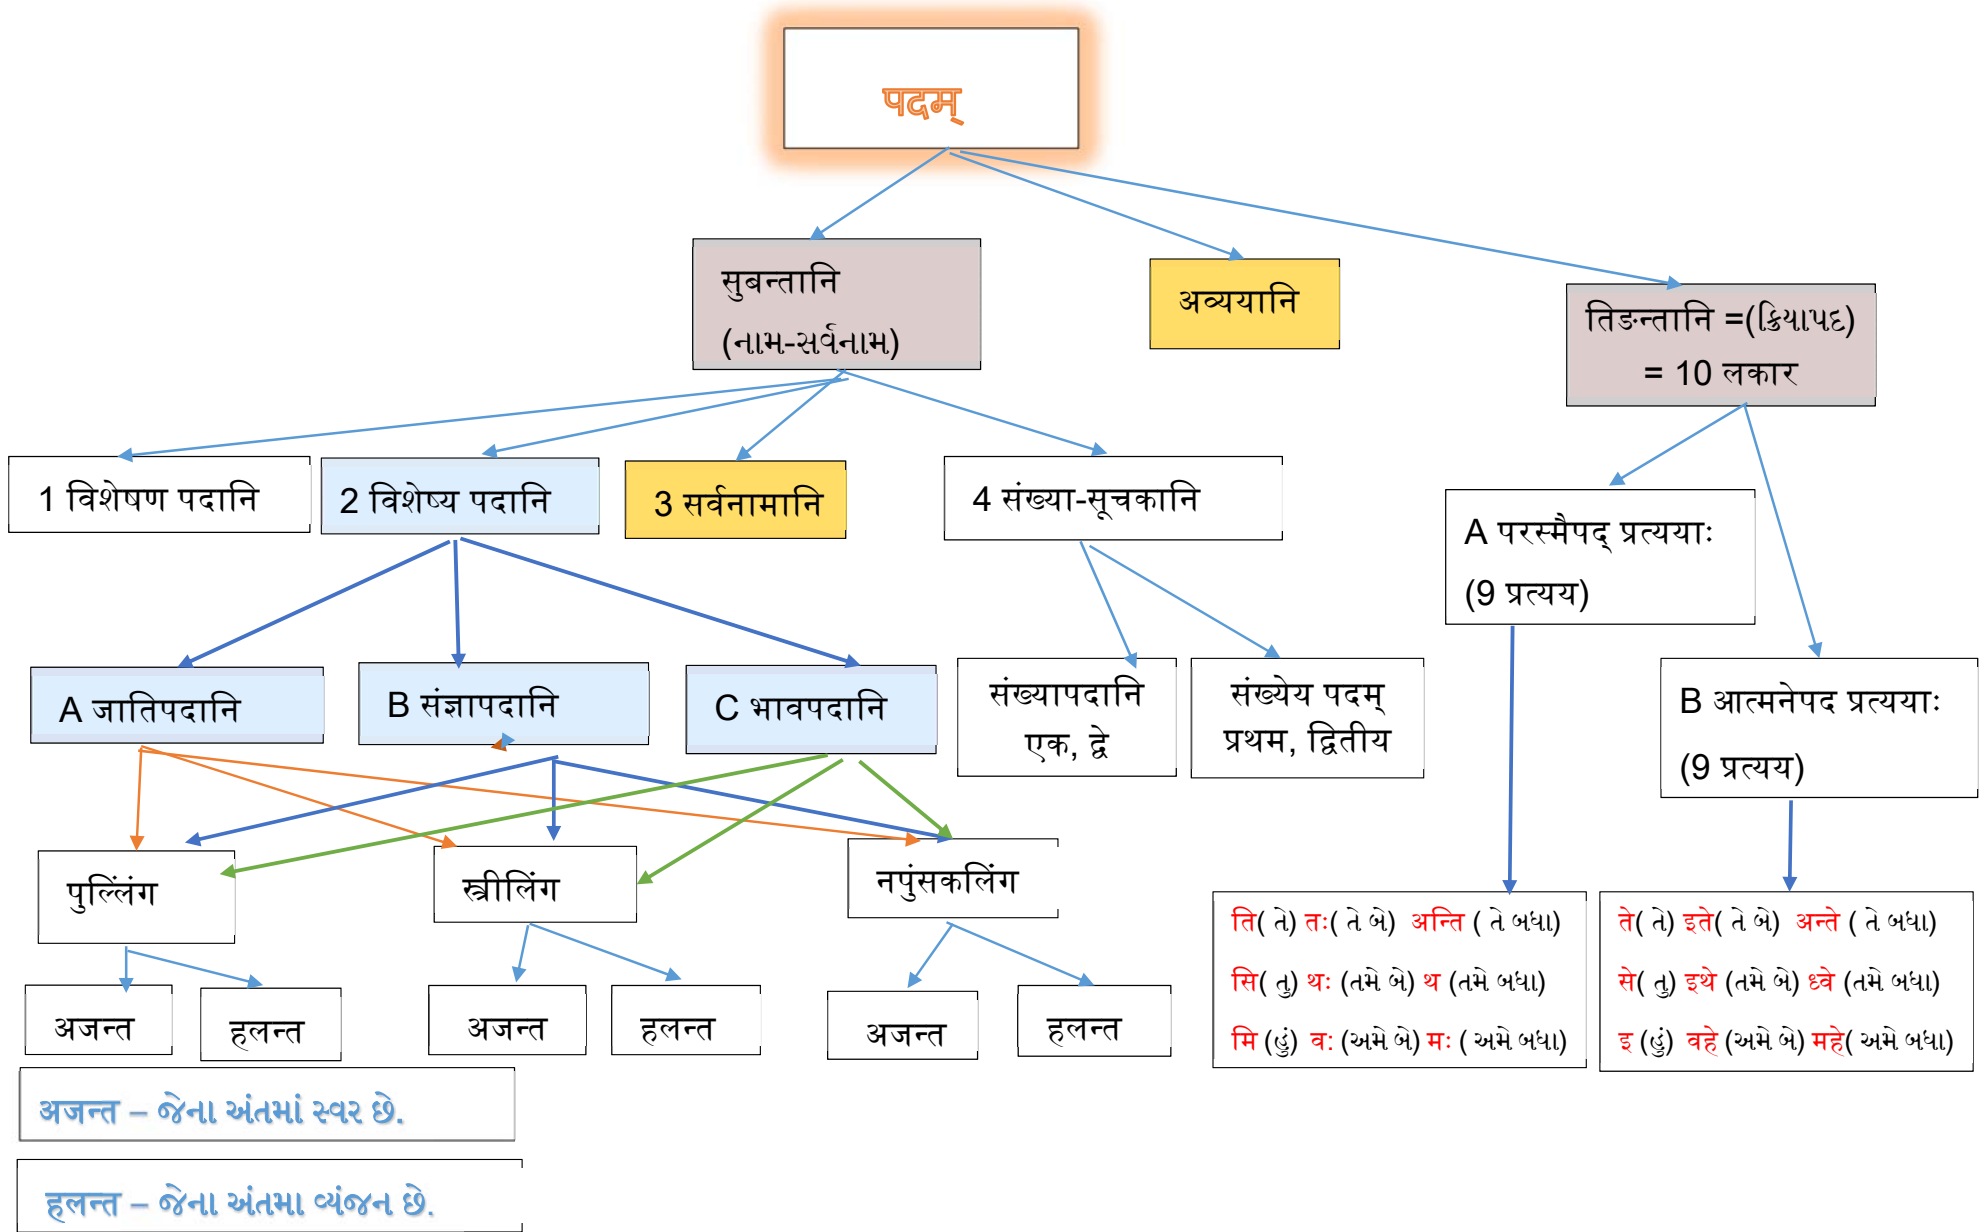 पदम्
सुबन्तानि
(નામ-સર્વનામ)
अव्ययानि
तिङन्तानि =(ક્રિયાપદ)
= 10 लकार
1 विशेषण पदानि
2 विशेष्य पदानि
3 सर्वनामानि
4 संख्या-सूचकानि
A परस्मैपद् प्रत्ययाः
(9 प्रत्यय)
A जातिपदानि
B संज्ञापदानि
C भावपदानि
संख्यापदानि
एक, द्वे
संख्येय पदम्
प्रथम, द्वितीय
B आत्मनेपद प्रत्ययाः
(9 प्रत्यय)
पुल्लिंग
स्त्रीलिंग
नपुंसकलिंग
ति( તે) तः( તે બે) अन्ति ( તે બધા)
सि( તુ) थः (તમે બે) थ (તમે બધા)
मि (હું) व: (અમે બે) मः ( અમે બધા)
ते( તે) इते( તે બે) अन्ते ( તે બધા)
से( તુ) इथे (તમે બે) ध्वे (તમે બધા)
इ (હું) वहे (અમે બે) महे( અમે બધા)
अजन्त
हलन्त
अजन्त
हलन्त
अजन्त
हलन्त
अजन्त – જેના અંતમાં સ્વર છે.
हलन्त – જેના અંતમા વ્યંજન છે.